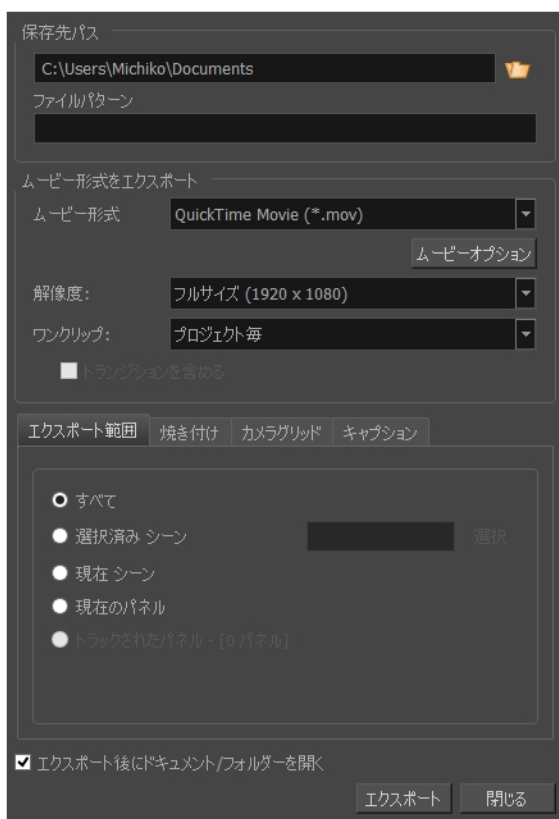 保存先パス
C:\Users\Michiko\Documents
ファイルパターン
ムービー形式をエクスポート
ムービー形式
QuickTime Movie (*.mov)
ムービーオプション
解像度:
フルサイズ (1920 x 1080)
ワンクリップ:
プロジェクト毎
トランジションを含める
エクスポート範囲
焼き付け
カメラグリッド
キャプション
すべて
選択済み シーン
選択
現在 シーン
現在のパネル
トラックされたパネル - [0 パネル]
エクスポート後にドキュメント/フォルダーを開く
エクスポート
閉じる